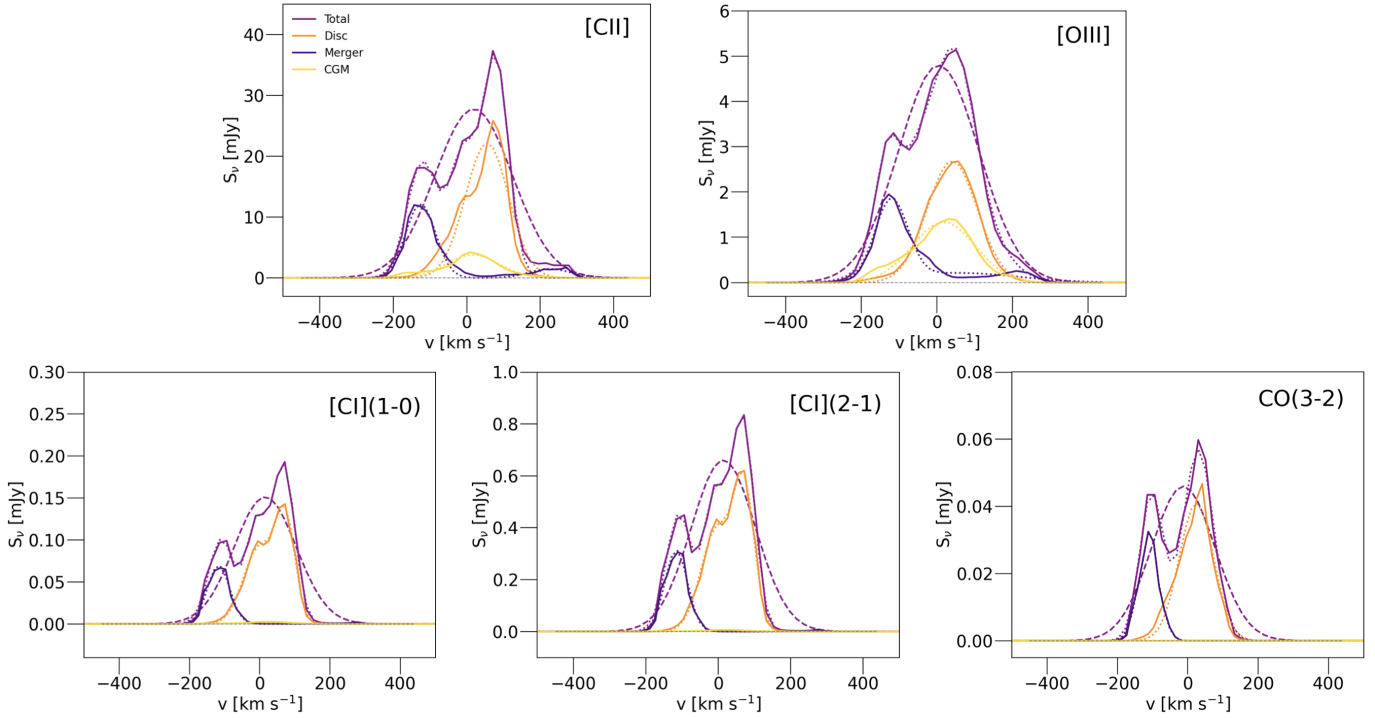 [CII]
Total
Disc
Merger
CGM
40
30
20
10
0
Sν [mJy]
−400 −200 0 200 400
v [km s⁻¹]
[OIII]
6
5
4
3
2
1
0
Sν [mJy]
−400 −200 0 200 400
v [km s⁻¹]
[CI](1-0)
0.30
0.25
0.20
0.15
0.10
0.05
0.00
Sν [mJy]
−400 −200 0 200 400
v [km s⁻¹]
[CI](2-1)
1.0
0.8
0.6
0.4
0.2
0.0
Sν [mJy]
−400 −200 0 200 400
v [km s⁻¹]
CO(3-2)
0.08
0.06
0.04
0.02
0.00
Sν [mJy]
−400 −200 0 200 400
v [km s⁻¹]